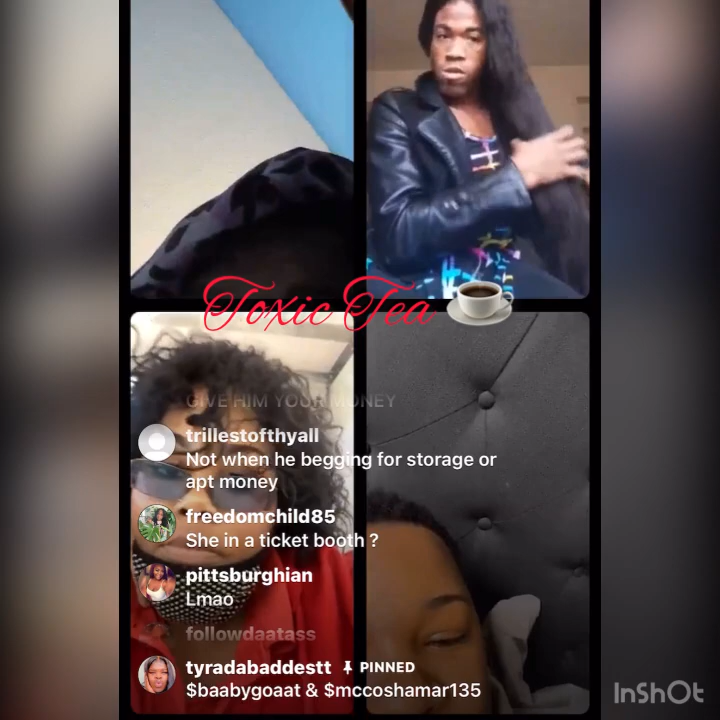 Toxic Tea
GIVE HIM YOUR MONEY
trillestofthyall
Not when he begging for storage or
apt money
freedomchild85
She in a ticket booth ?
pittsburghian
Lmao
followdaatass
tyradabaddestt PINNED
$baabygoaat & $mccoshamar135
InShOt